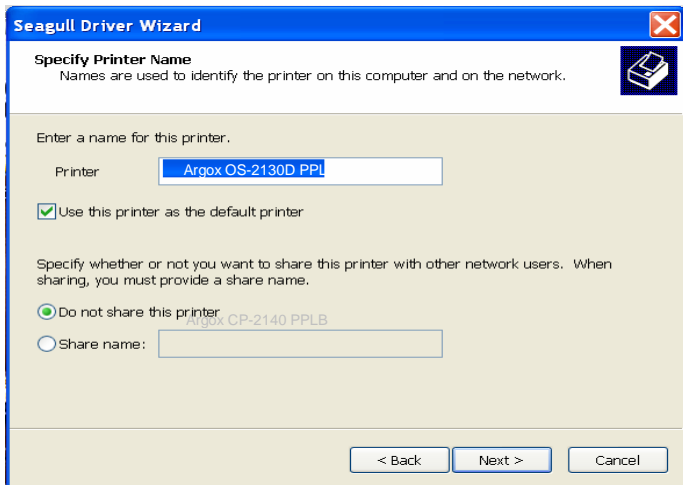 Seagull Driver Wizard
Specify Printer Name
Names are used to identify the printer on this computer and on the network.
Enter a name for this printer.
Printer Argox OS-2130D PPL
Use this printer as the default printer
Specify whether or not you want to share this printer with other network users. When
sharing, you must provide a share name.
Do not share this printer
Argox CP-2140 PPLB
Share name:
< Back Next > Cancel